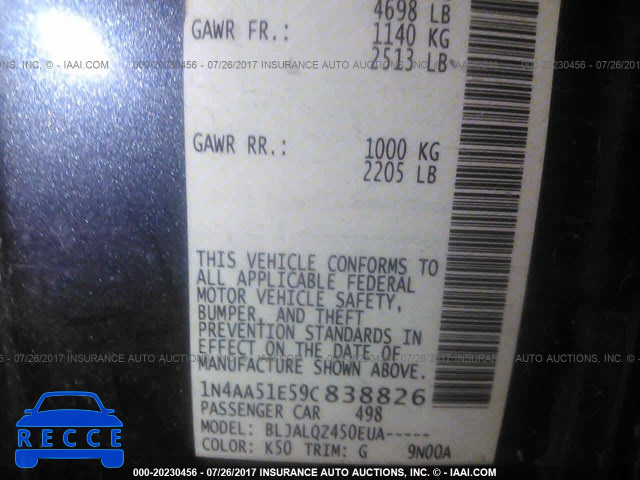 4698 LB
GAWR FR.: 1140 KG
2513 LB
000-20230456 - 07/26/2017 INSURANCE AUTO AUCTIONS, INC. - IAAI.COM
GAWR RR.: 1000 KG
2205 LB
THIS VEHICLE CONFORMS TO
ALL APPLICABLE FEDERAL
MOTOR VEHICLE SAFETY,
BUMPER, AND THEFT
PREVENTION STANDARDS IN
EFFECT ON THE DATE OF
MANUFACTURE SHOWN ABOVE.
1N4AA51E59C838826
PASSENGER CAR 498
MODEL: BLJALQZ450EUA-----
COLOR: K50 TRIM: G 9N00A
RECCE
000-20230456 - 07/26/2017 INSURANCE AUTO AUCTIONS, INC. - IAAI.COM